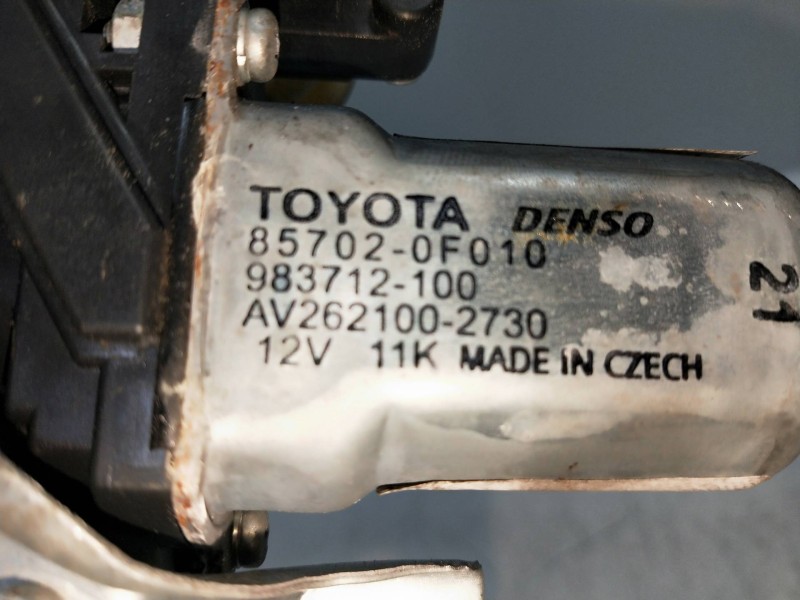 TOYOTA DENSO
85702-0F010
983712-100
AV262100-2730
12V 11K MADE IN CZECH
21